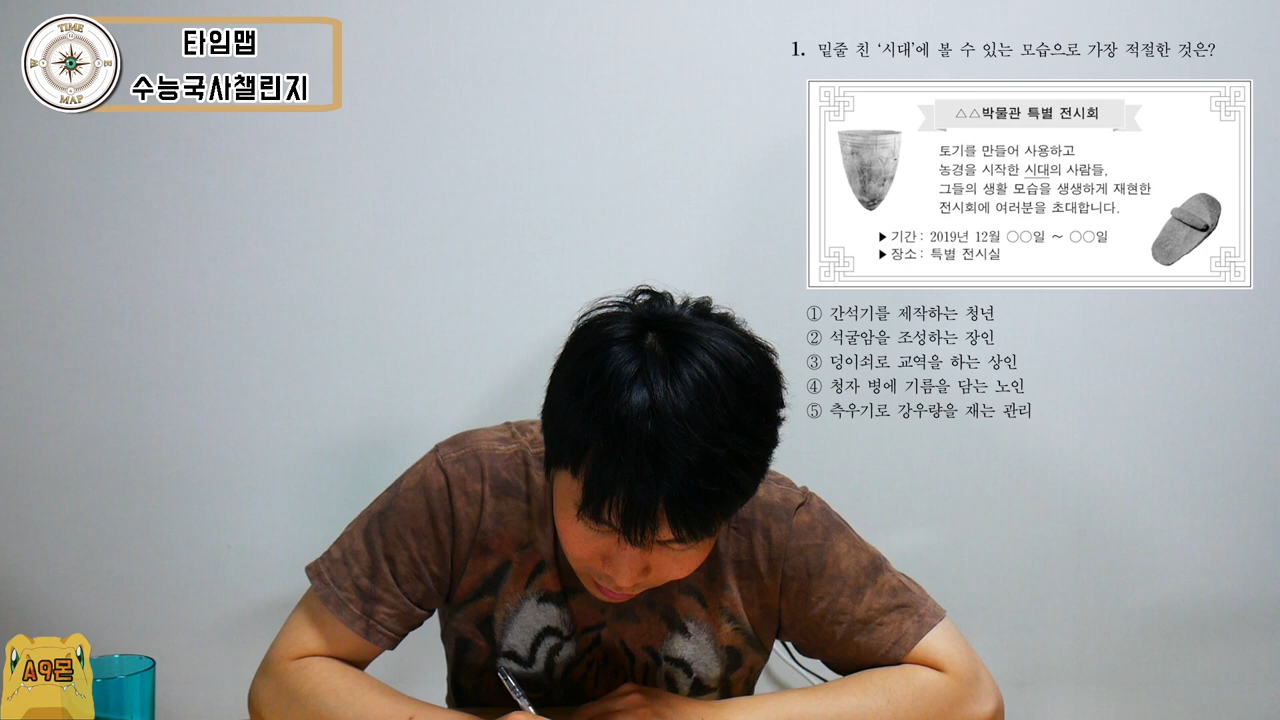 TIME
MAP
타임맵
수능국사챌린지
1. 밑줄 친 ‘시대’에 볼 수 있는 모습으로 가장 적절한 것은?
△△박물관 특별 전시회
토기를 만들어 사용하고
농경을 시작한 시대의 사람들,
그들의 생활 모습을 생생하게 재현한
전시회에 여러분을 초대합니다.
▶ 기간 : 2019년 12월 ○○일 ～ ○○일
▶ 장소 : 특별 전시실
① 간석기를 제작하는 청년
② 석굴암을 조성하는 장인
③ 덩이쇠로 교역을 하는 상인
④ 청자 병에 기름을 담는 노인
⑤ 측우기로 강우량을 재는 관리
A9몬